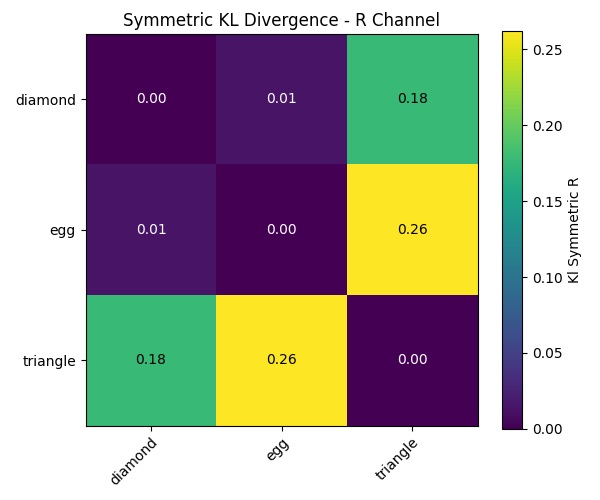 Symmetric KL Divergence - R Channel
diamond 0.00 0.01 0.18
egg 0.01 0.00 0.26
triangle 0.18 0.26 0.00
diamond egg triangle
0.25
0.20
0.15
0.10
0.05
0.00
Kl Symmetric R